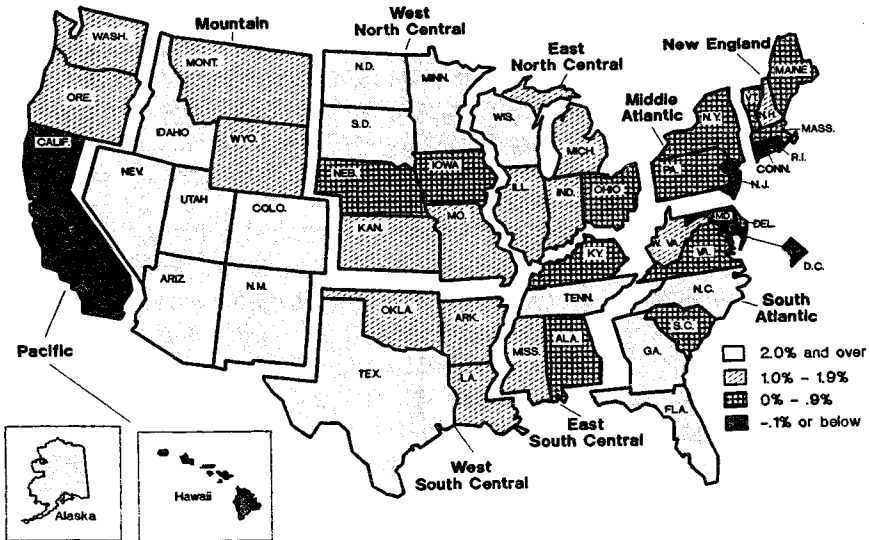 Mountain
West
North Central
East
North Central
New England
Middle
Atlantic
WASH.
ORE.
CALIF.
NEV.
IDAHO
MONT.
WYO.
UTAH
COLO.
ARIZ.
N.M.
N.D.
S.D.
NEB.
KAN.
MINN.
IOWA
MO.
OKLA.
TEX.
ARK.
LA.
WIS.
MICH.
ILL.
IND.
OHIO
KY.
TENN.
MISS.
ALA.
GA.
FLA.
S.C.
N.C.
VA.
W. VA.
MD.
DEL.
D.C.
PA.
N.J.
N.Y.
CONN.
R.I.
MASS.
N.H.
MAINE
South
Atlantic
Pacific
West
South Central
East
South Central
Alaska
Hawaii
2.0% and over
1.0% - 1.9%
0% - .9%
-.1% or below